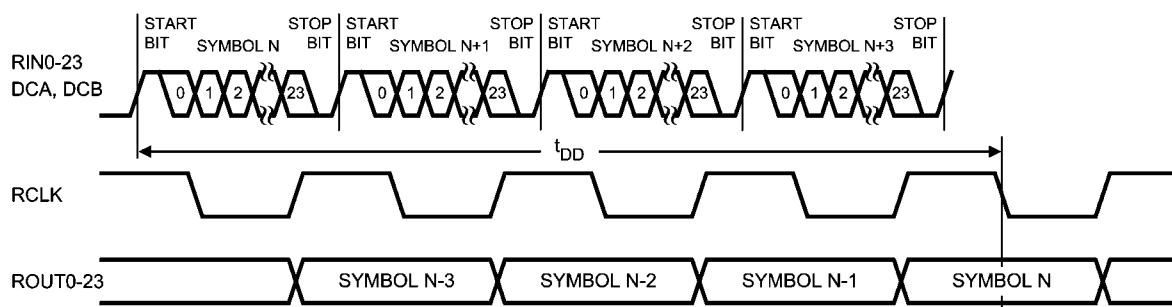 START BIT SYMBOL N STOP BIT
START BIT SYMBOL N+1 STOP BIT
START BIT SYMBOL N+2 STOP BIT
START BIT SYMBOL N+3 STOP BIT
RIN0-23
DCA, DCB
0 1 2 23 0 1 2 23 0 1 2 23 0 1 2 23
tDD
RCLK
ROUT0-23 SYMBOL N-3 SYMBOL N-2 SYMBOL N-1 SYMBOL N